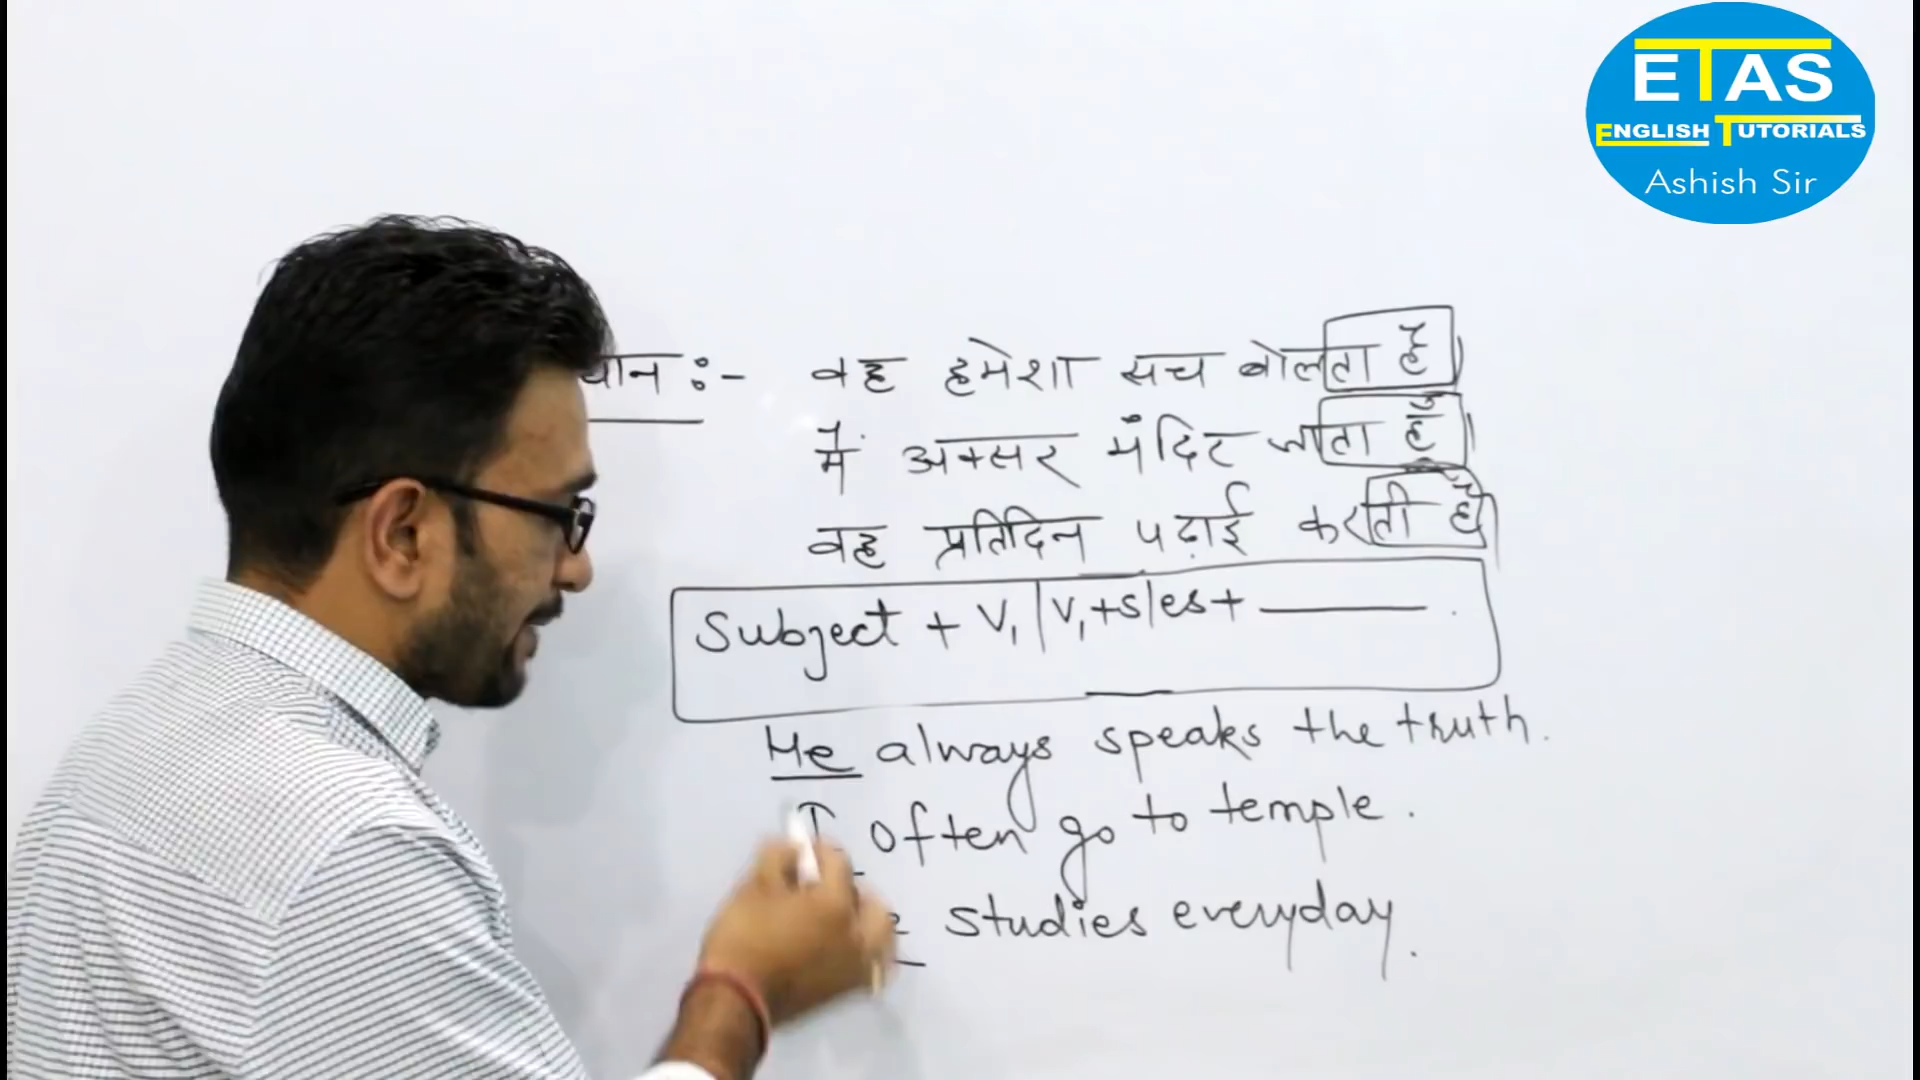 ETAS
ENGLISH TUTORIALS
Ashish Sir
:- वह हमेशा सच बोलता है।
मैं अक्सर मंदिर जाता हूँ।
वह प्रतिदिन पढ़ाई करती है।
Subject + V₁ | V₁+s|es + ______ .
He always speaks the truth.
I often go to temple.
studies everyday.